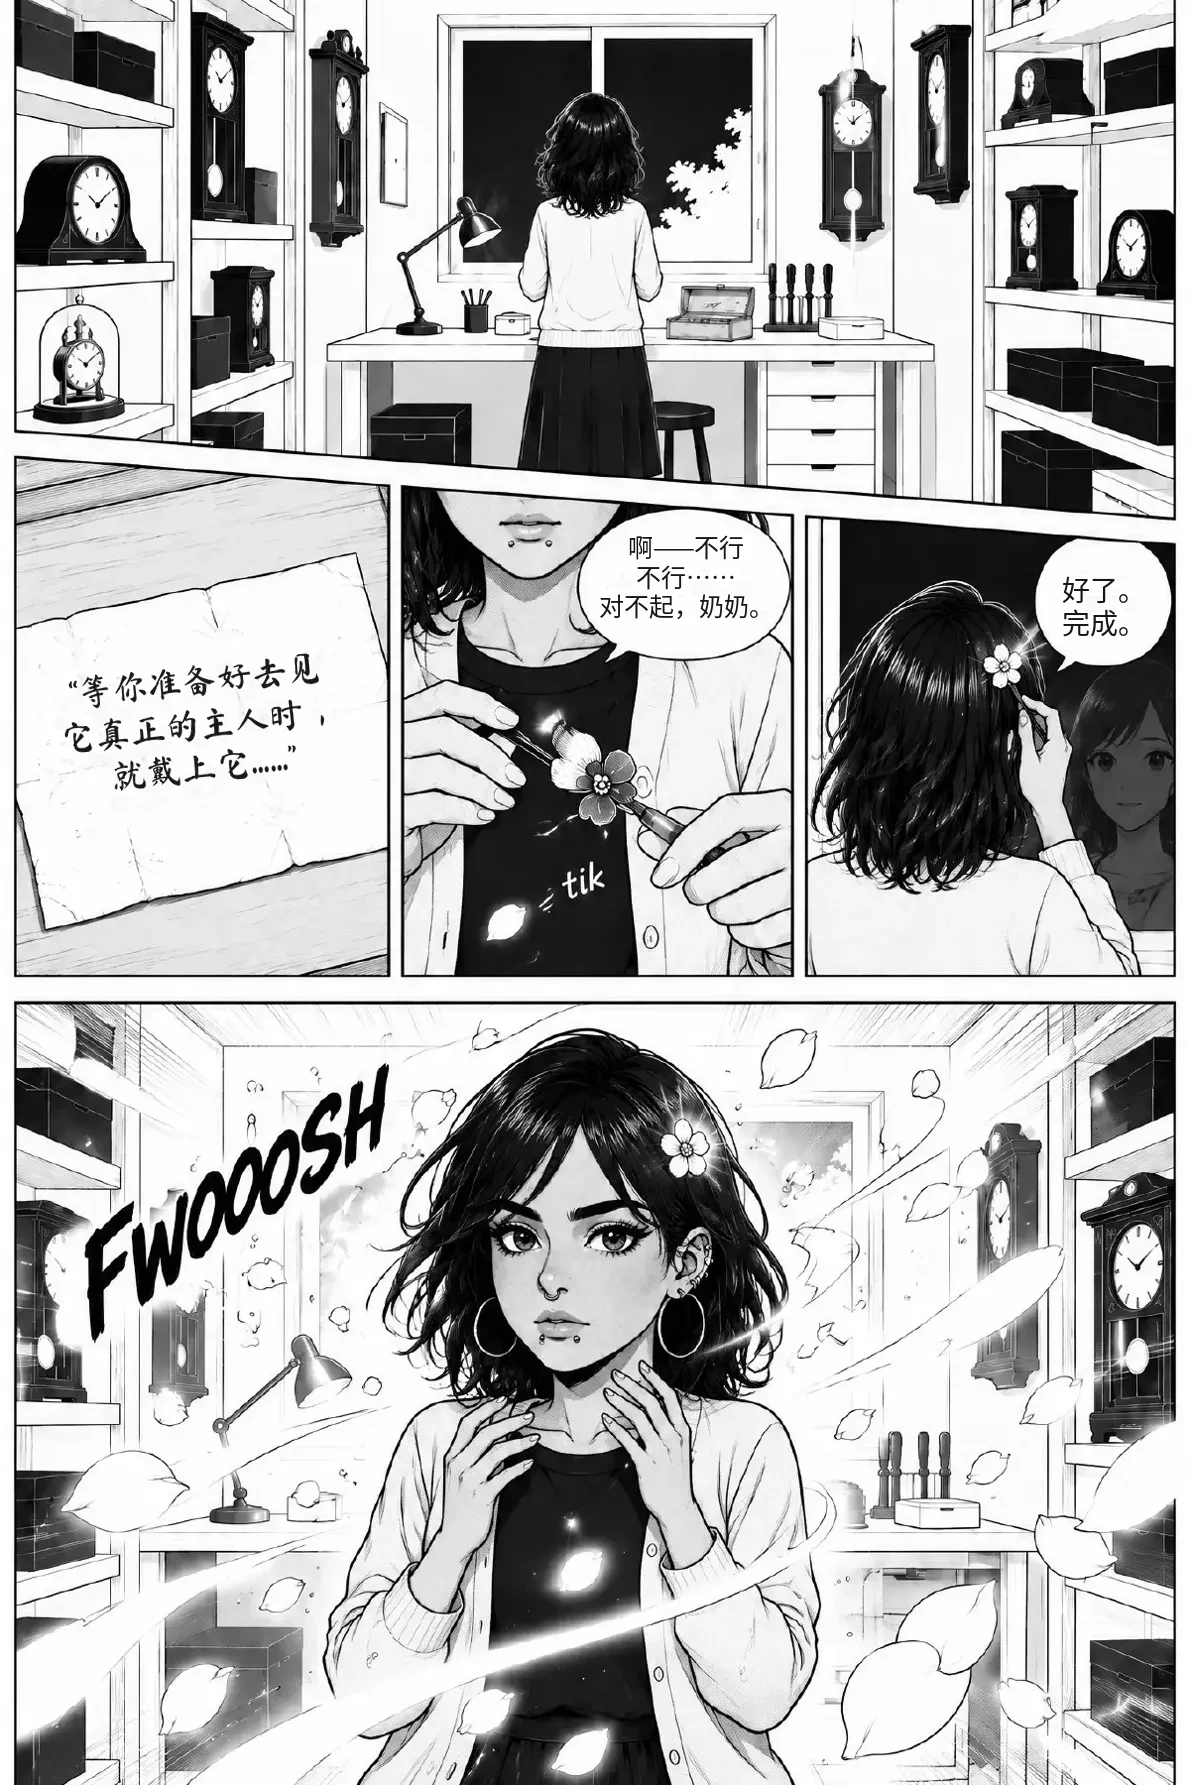 “等你准备好去见
它真正的主人时，
就戴上它……”
啊——不行
不行……
对不起，奶奶。
tik
好了。
完成。
FWOOOSH